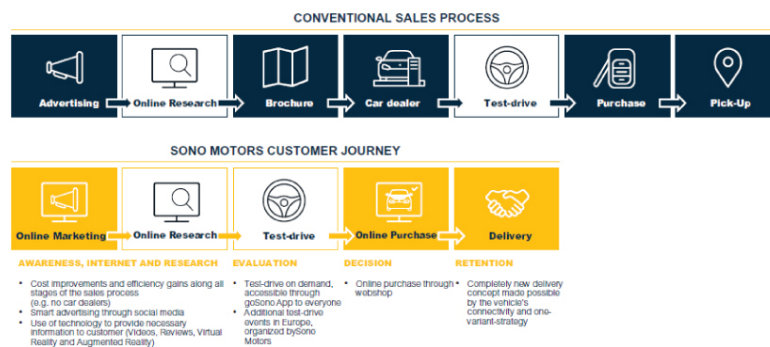 CONVENTIONAL SALES PROCESS
Advertising
Online Research
Brochure
Car dealer
Test-drive
Purchase
Pick-Up
SONO MOTORS CUSTOMER JOURNEY
Online Marketing
Online Research
Test-drive
Online Purchase
Delivery
AWARENESS, INTERNET AND RESEARCH
• Cost improvements and efficiency gains along all
stages of the sales process
(e.g. no car dealers)
• Smart advertising through social media
• Use of technology to provide necessary
information to customer (Videos, Reviews, Virtual
Reality and Augmented Reality)
EVALUATION
• Test-drive on demand,
accessible through
goSono App to everyone
• Additional test-drive
events in Europe,
organized bySono
Motors
DECISION
• Online purchase through
webshop
RETENTION
• Completely new delivery
concept made possible
by the vehicle's
connectivity and one-
variant-strategy